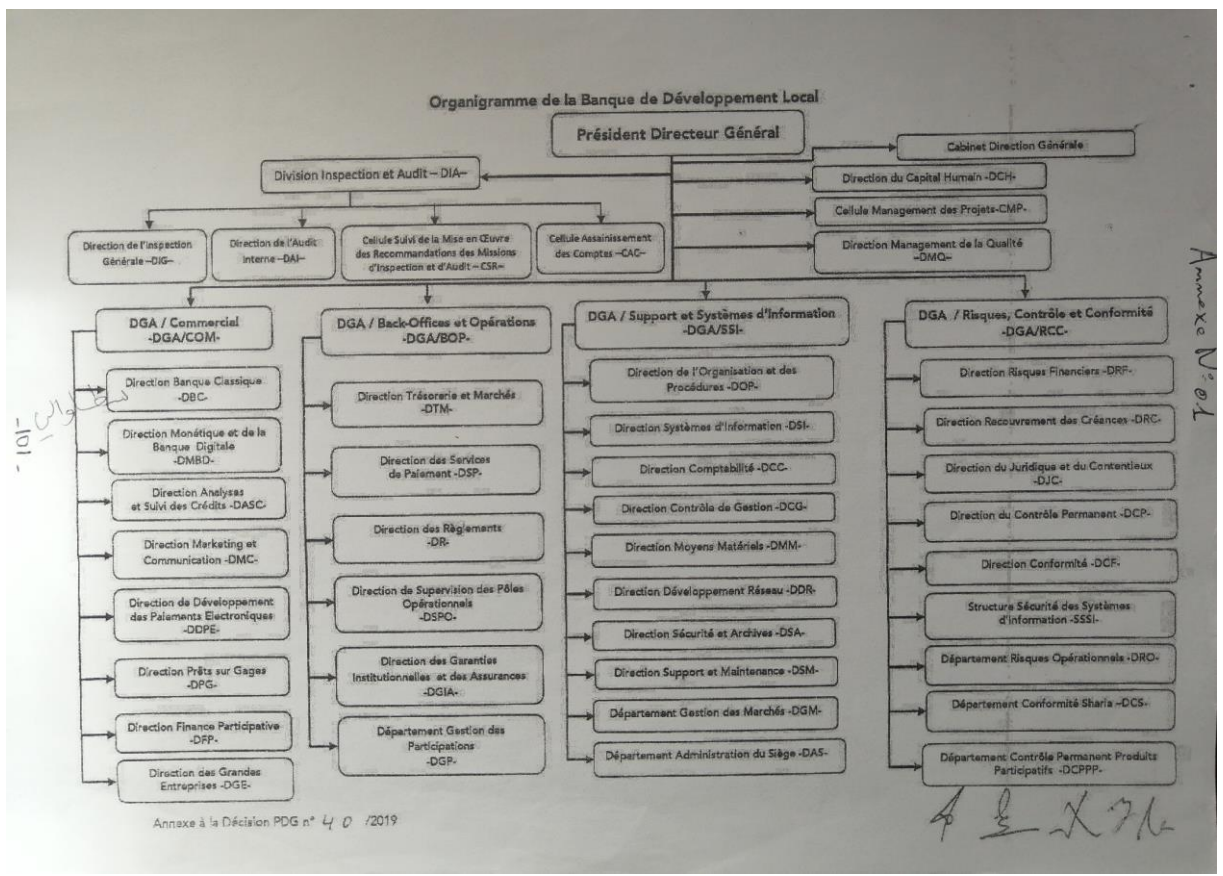 Organigramme de la Banque de Développement Local
Président Directeur Général
Cabinet Direction Générale
Division Inspection et Audit – DIA–
Direction du Capital Humain -DCH-
Cellule Management des Projets-CMP-
Direction Management de la Qualité
–DMQ–
Direction de l'Inspection
Générale –DIG–
Direction de l'Audit
Interne –DAI–
Cellule Suivi de la Mise en Œuvre
des Recommandations des Missions
d'Inspection et d'Audit – CSR–
Cellule Assainissement
des Comptes –CAC–
DGA / Commercial
-DGA/COM-
Direction Banque Classique
-DBC-
Direction Monétique et de la
Banque Digitale
-DMBD-
Direction Analyses
et Suivi des Crédits -DASC-
Direction Marketing et
Communication -DMC-
Direction de Développement
des Paiements Electroniques
-DDPE-
Direction Prêts sur Gages
-DPG-
Direction Finance Participative
-DFP-
Direction des Grandes
Entreprises -DGE-
DGA / Back-Offices et Opérations
-DGA/BOP-
Direction Trésorerie et Marchés
-DTM-
Direction des Services
de Paiement -DSP-
Direction des Règlements
-DR-
Direction de Supervision des Pôles
Opérationnels
-DSPO-
Direction des Garanties
Institutionnelles et des Assurances
-DGIA-
Département Gestion des
Participations
-DGP-
DGA / Support et Systèmes d'Information
-DGA/SSI-
Direction de l'Organisation et des
Procédures -DOP-
Direction Systèmes d'Information -DSI-
Direction Comptabilité -DCC-
Direction Contrôle de Gestion -DCG-
Direction Moyens Matériels -DMM-
Direction Développement Réseau -DDR-
Direction Sécurité et Archives -DSA-
Direction Support et Maintenance -DSM-
Département Gestion des Marchés -DGM-
Département Administration du Siège -DAS-
DGA / Risques, Contrôle et Conformité
-DGA/RCC-
Direction Risques Financiers -DRF-
Direction Recouvrement des Créances -DRC-
Direction du Juridique et du Contentieux
-DJC-
Direction du Contrôle Permanent -DCP-
Direction Conformité -DCF-
Structure Sécurité des Systèmes
d'Information -SSSI-
Département Risques Opérationnels -DRO-
Département Conformité Sharia –DCS-
Département Contrôle Permanent Produits
Participatifs -DCPPP-
Annexe à la Décision PDG n° 40 /2019
Annexe N° 01
-101-